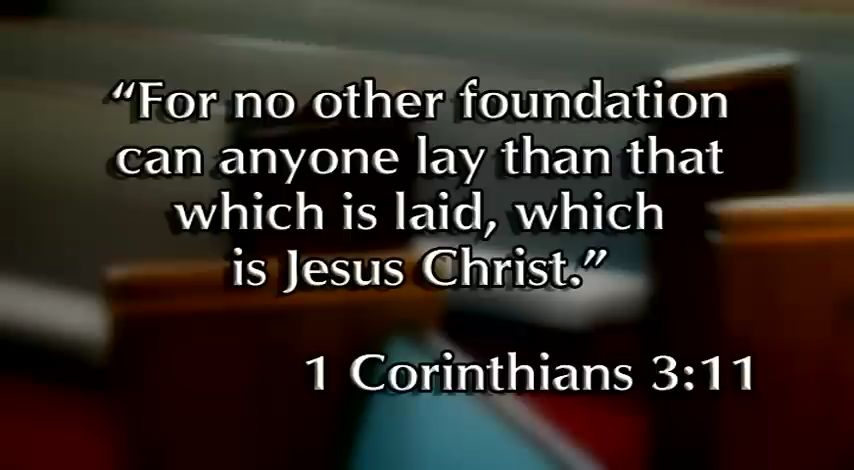 “For no other foundation
can anyone lay than that
which is laid, which
is Jesus Christ.”
1 Corinthians 3:11